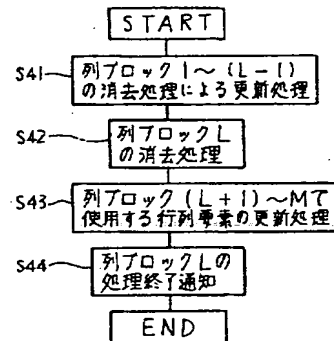 START
S41
列ブロック1～(L－1)
の消去処理による更新処理
S42
列ブロックL
の消去処理
S43
列ブロック(L＋1)～Mで
使用する行列要素の更新処理
S44
列ブロックLの
処理終了通知
END